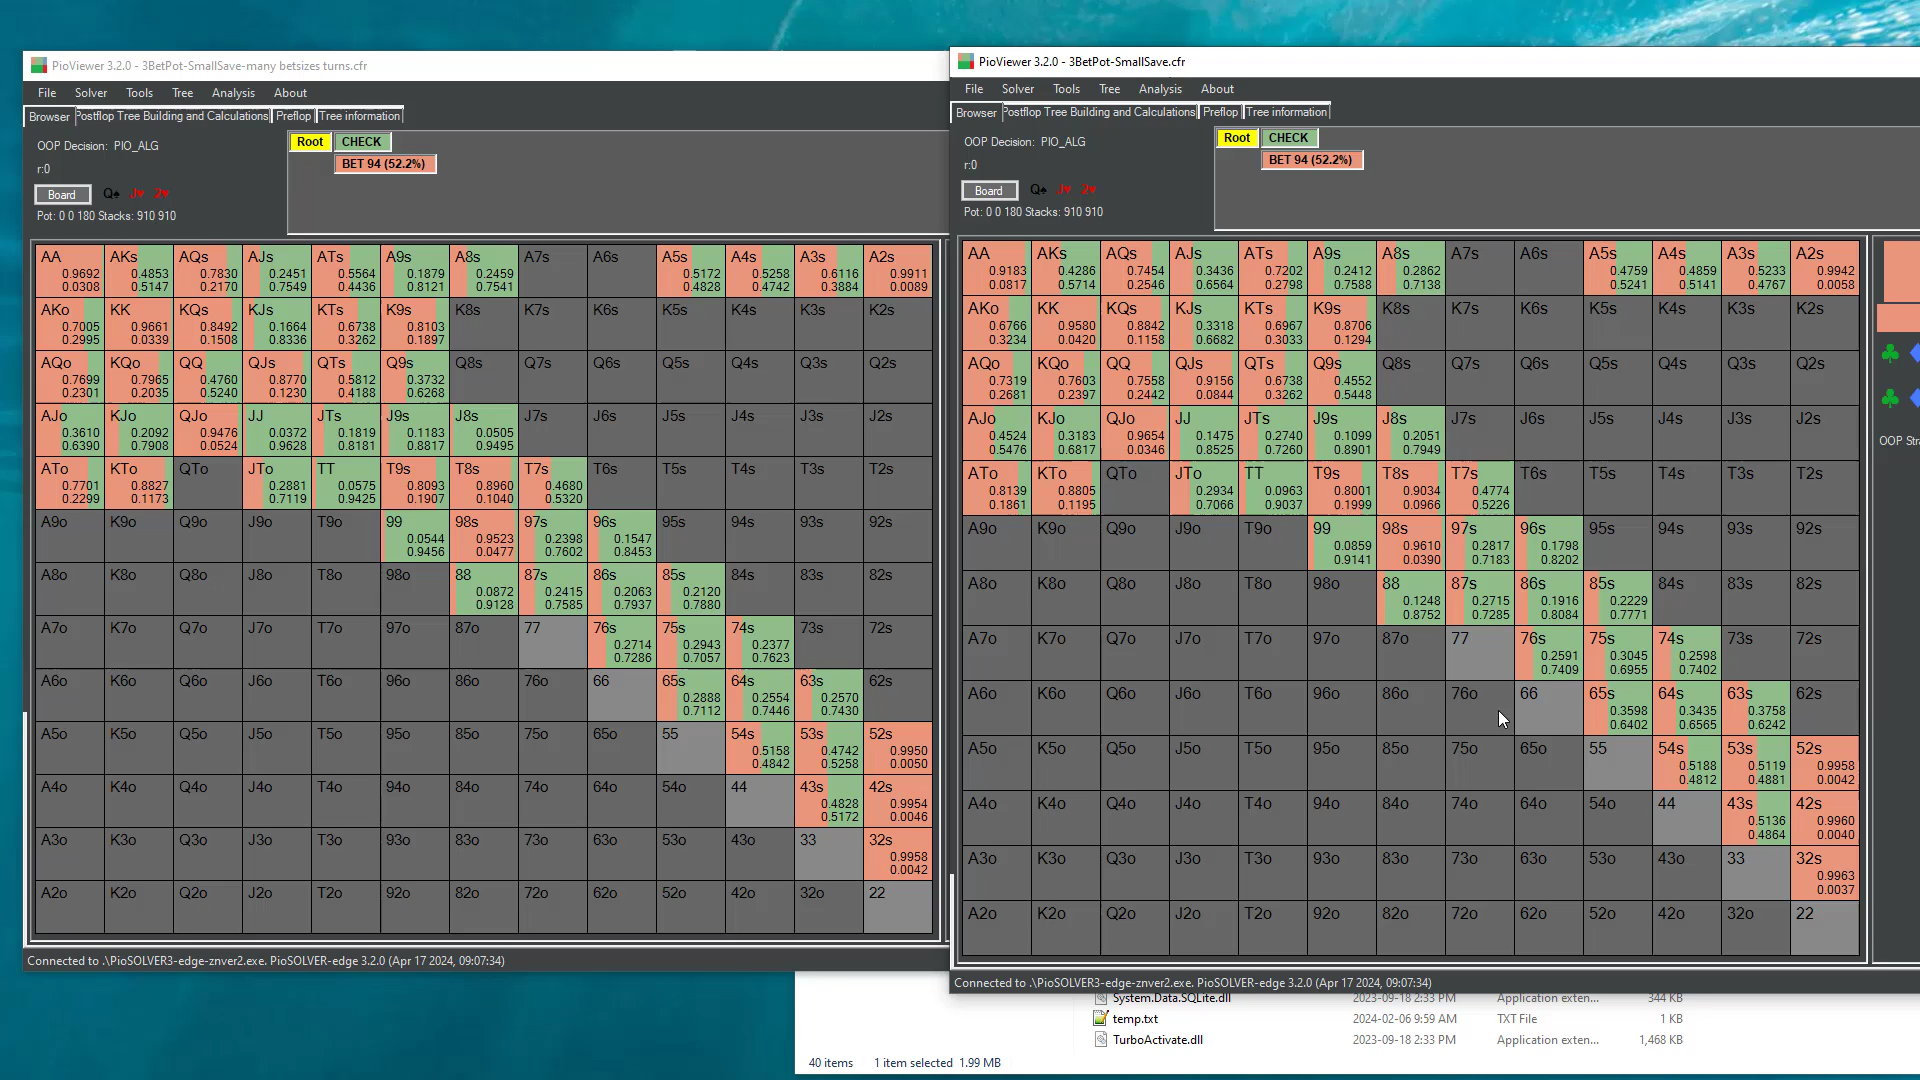 PioViewer 3.2.0 - 3BetPot-SmallSave-many betsizes turns.cfr
File Solver Tools Tree Analysis About
Browser Postflop Tree Building and Calculations Preflop Tree information
OOP Decision: PIO_ALG
r:0
Board Q♠ J♥ 2♥
Pot: 0 0 180 Stacks: 910 910
Root CHECK
BET 94 (52.2%)
AA AKs AQs AJs ATs A9s A8s A7s A6s A5s A4s A3s A2s
0.9692 0.4853 0.7830 0.2451 0.5564 0.1879 0.2459 0.5172 0.5258 0.6116 0.9911
0.0308 0.5147 0.2170 0.7549 0.4436 0.8121 0.7541 0.4828 0.4742 0.3884 0.0089
AKo KK KQs KJs KTs K9s K8s K7s K6s K5s K4s K3s K2s
0.7005 0.9661 0.8492 0.1664 0.6738 0.8103
0.2995 0.0339 0.1508 0.8336 0.3262 0.1897
AQo KQo QQ QJs QTs Q9s Q8s Q7s Q6s Q5s Q4s Q3s Q2s
0.7699 0.7965 0.4760 0.8770 0.5812 0.3732
0.2301 0.2035 0.5240 0.1230 0.4188 0.6268
AJo KJo QJo JJ JTs J9s J8s J7s J6s J5s J4s J3s J2s
0.3610 0.2092 0.9476 0.0372 0.1819 0.1183 0.0505
0.6390 0.7908 0.0524 0.9628 0.8181 0.8817 0.9495
ATo KTo QTo JTo TT T9s T8s T7s T6s T5s T4s T3s T2s
0.7701 0.8827 0.2881 0.0575 0.8093 0.8960 0.4680
0.2299 0.1173 0.7119 0.9425 0.1907 0.1040 0.5320
A9o K9o Q9o J9o T9o 99 98s 97s 96s 95s 94s 93s 92s
0.0544 0.9523 0.2398 0.1547
0.9456 0.0477 0.7602 0.8453
A8o K8o Q8o J8o T8o 98o 88 87s 86s 85s 84s 83s 82s
0.0872 0.2415 0.2063 0.2120
0.9128 0.7585 0.7937 0.7880
A7o K7o Q7o J7o T7o 97o 87o 77 76s 75s 74s 73s 72s
0.2714 0.2943 0.2377
0.7286 0.7057 0.7623
A6o K6o Q6o J6o T6o 96o 86o 76o 66 65s 64s 63s 62s
0.2888 0.2554 0.2570
0.7112 0.7446 0.7430
A5o K5o Q5o J5o T5o 95o 85o 75o 65o 55 54s 53s 52s
0.5158 0.4742 0.9950
0.4842 0.5258 0.0050
A4o K4o Q4o J4o T4o 94o 84o 74o 64o 54o 44 43s 42s
0.4828 0.9954
0.5172 0.0046
A3o K3o Q3o J3o T3o 93o 83o 73o 63o 53o 43o 33 32s
0.9958
0.0042
A2o K2o Q2o J2o T2o 92o 82o 72o 62o 52o 42o 32o 22
Connected to .\PioSOLVER3-edge-znver2.exe. PioSOLVER-edge 3.2.0 (Apr 17 2024, 09:07:34)
PioViewer 3.2.0 - 3BetPot-SmallSave.cfr
File Solver Tools Tree Analysis About
Browser Postflop Tree Building and Calculations Preflop Tree information
OOP Decision: PIO_ALG
r:0
Board Q♠ J♥ 2♥
Pot: 0 0 180 Stacks: 910 910
Root CHECK
BET 94 (52.2%)
AA AKs AQs AJs ATs A9s A8s A7s A6s A5s A4s A3s A2s
0.9183 0.4286 0.7454 0.3436 0.7202 0.2412 0.2862 0.4759 0.4859 0.5233 0.9942
0.0817 0.5714 0.2546 0.6564 0.2798 0.7588 0.7138 0.5241 0.5141 0.4767 0.0058
AKo KK KQs KJs KTs K9s K8s K7s K6s K5s K4s K3s K2s
0.6766 0.9580 0.8842 0.3318 0.6967 0.8706
0.3234 0.0420 0.1158 0.6682 0.3033 0.1294
AQo KQo QQ QJs QTs Q9s Q8s Q7s Q6s Q5s Q4s Q3s Q2s
0.7319 0.7603 0.7558 0.9156 0.6738 0.4552
0.2681 0.2397 0.2442 0.0844 0.3262 0.5448
AJo KJo QJo JJ JTs J9s J8s J7s J6s J5s J4s J3s J2s
0.4524 0.3183 0.9654 0.1475 0.2740 0.1099 0.2051
0.5476 0.6817 0.0346 0.8525 0.7260 0.8901 0.7949
ATo KTo QTo JTo TT T9s T8s T7s T6s T5s T4s T3s T2s
0.8139 0.8805 0.2934 0.0963 0.8001 0.9034 0.4774
0.1861 0.1195 0.7066 0.9037 0.1999 0.0966 0.5226
A9o K9o Q9o J9o T9o 99 98s 97s 96s 95s 94s 93s 92s
0.0859 0.9610 0.2817 0.1798
0.9141 0.0390 0.7183 0.8202
A8o K8o Q8o J8o T8o 98o 88 87s 86s 85s 84s 83s 82s
0.1248 0.2715 0.1916 0.2229
0.8752 0.7285 0.8084 0.7771
A7o K7o Q7o J7o T7o 97o 87o 77 76s 75s 74s 73s 72s
0.2591 0.3045 0.2598
0.7409 0.6955 0.7402
A6o K6o Q6o J6o T6o 96o 86o 76o 66 65s 64s 63s 62s
0.3598 0.3435 0.3758
0.6402 0.6565 0.6242
A5o K5o Q5o J5o T5o 95o 85o 75o 65o 55 54s 53s 52s
0.5188 0.5119 0.9958
0.4812 0.4881 0.0042
A4o K4o Q4o J4o T4o 94o 84o 74o 64o 54o 44 43s 42s
0.5136 0.9960
0.4864 0.0040
A3o K3o Q3o J3o T3o 93o 83o 73o 63o 53o 43o 33 32s
0.9963
0.0037
A2o K2o Q2o J2o T2o 92o 82o 72o 62o 52o 42o 32o 22
OOP Stra
Connected to .\PioSOLVER3-edge-znver2.exe. PioSOLVER-edge 3.2.0 (Apr 17 2024, 09:07:34)
System.Data.SQLite.dll 2023-09-18 2:33 PM Application exten... 344 KB
temp.txt 2024-02-06 9:59 AM TXT File 1 KB
TurboActivate.dll 2023-09-18 2:33 PM Application exten... 1,468 KB
40 items 1 item selected 1.99 MB